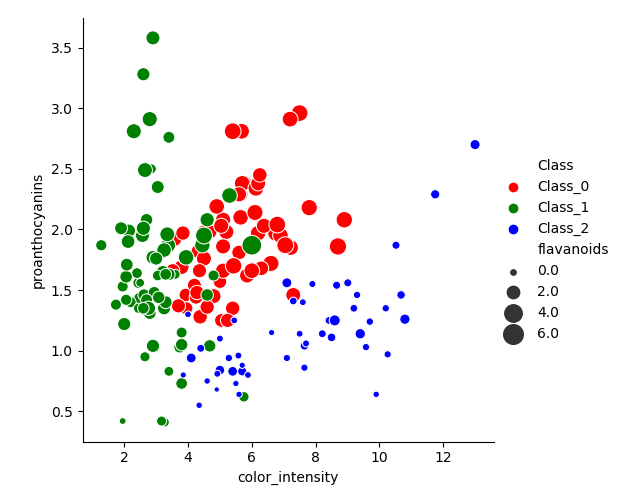 3.5
3.0
2.5
2.0
1.5
1.0
0.5
proanthocyanins
2 4 6 8 10 12
color_intensity
Class
Class_0
Class_1
Class_2
flavanoids
0.0
2.0
4.0
6.0